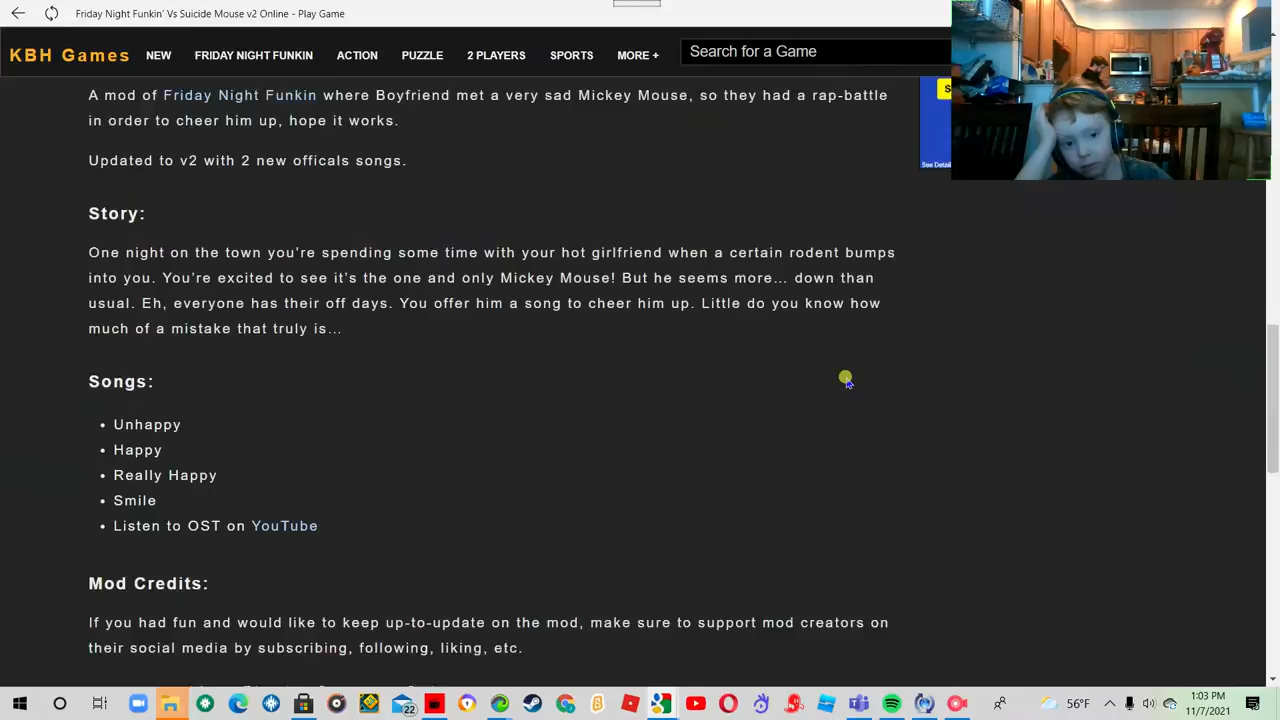 Friday Night Funkin' Vs Suicide Mouse v2 Online - Play Game
KBH Games NEW FRIDAY NIGHT FUNKIN ACTION PUZZLE 2 PLAYERS SPORTS MORE + Search for a Game
A mod of Friday Night Funkin where Boyfriend met a very sad Mickey Mouse, so they had a rap-battle
in order to cheer him up, hope it works.
See Detail
Updated to v2 with 2 new officals songs.
Story:
One night on the town you're spending some time with your hot girlfriend when a certain rodent bumps
into you. You're excited to see it's the one and only Mickey Mouse! But he seems more… down than
usual. Eh, everyone has their off days. You offer him a song to cheer him up. Little do you know how
much of a mistake that truly is…
Songs:
• Unhappy
• Happy
• Really Happy
• Smile
• Listen to OST on YouTube
Mod Credits:
If you had fun and would like to keep up-to-update on the mod, make sure to support mod creators on
their social media by subscribing, following, liking, etc.
22
56°F
1:03 PM
11/7/2021